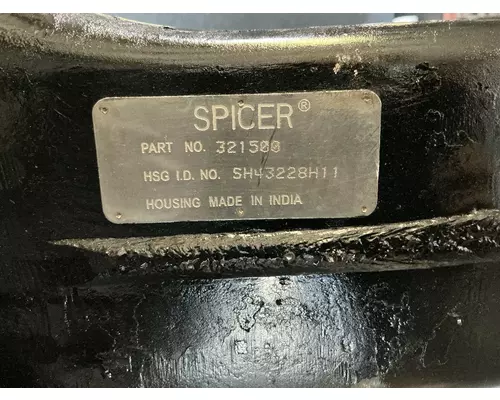 SPICER®
PART NO. 321500
HSG I.D. NO. SH43228H11
HOUSING MADE IN INDIA